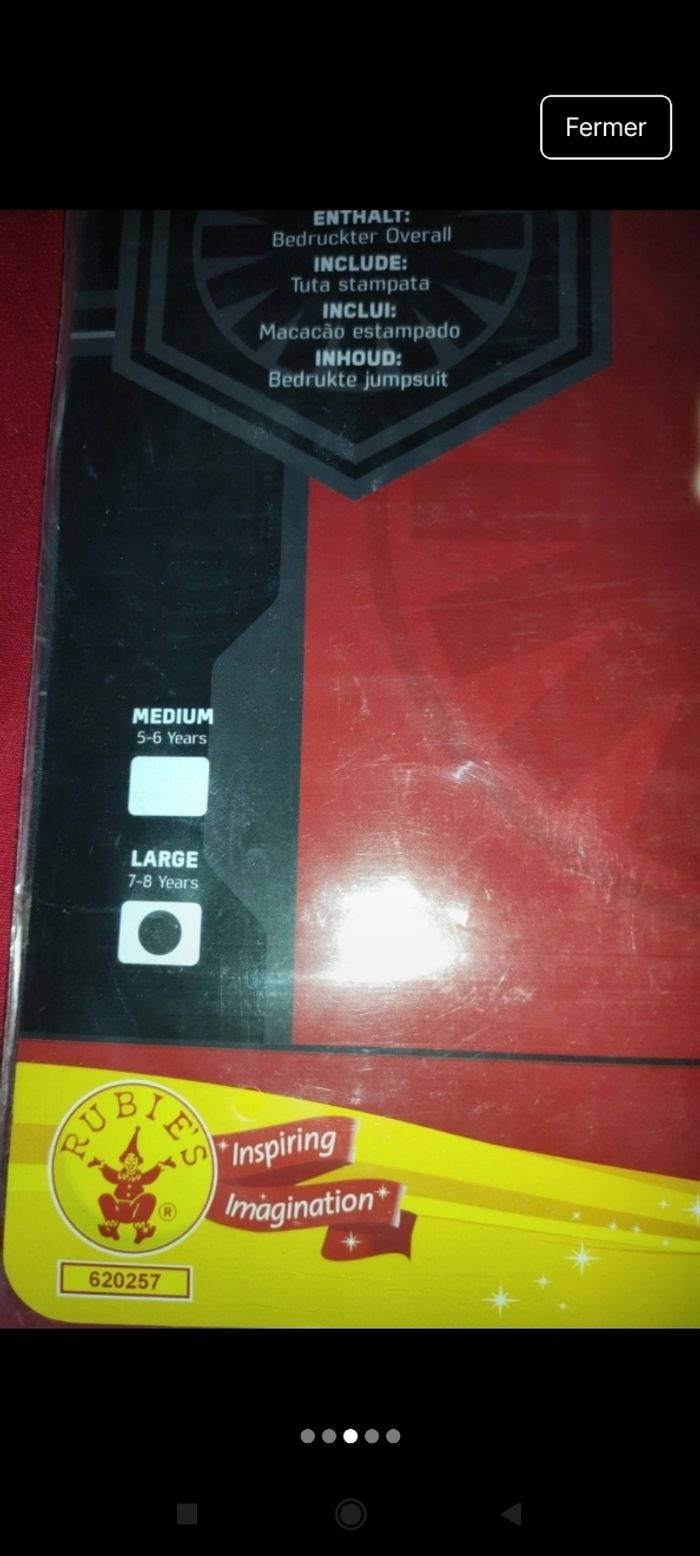 Fermer
ENTHALT:
Bedruckter Overall
INCLUDE:
Tuta stampata
INCLUI:
Macacão estampado
INHOUD:
Bedrukte jumpsuit
MEDIUM
5-6 Years
LARGE
7-8 Years
RUBIE'S
®
Inspiring
Imagination
620257